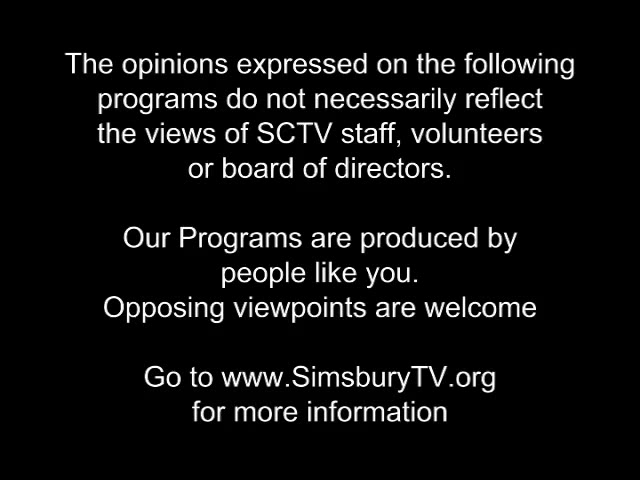 The opinions expressed on the following
programs do not necessarily reflect
the views of SCTV staff, volunteers
or board of directors.
Our Programs are produced by
people like you.
Opposing viewpoints are welcome
Go to www.SimsburyTV.org
for more information